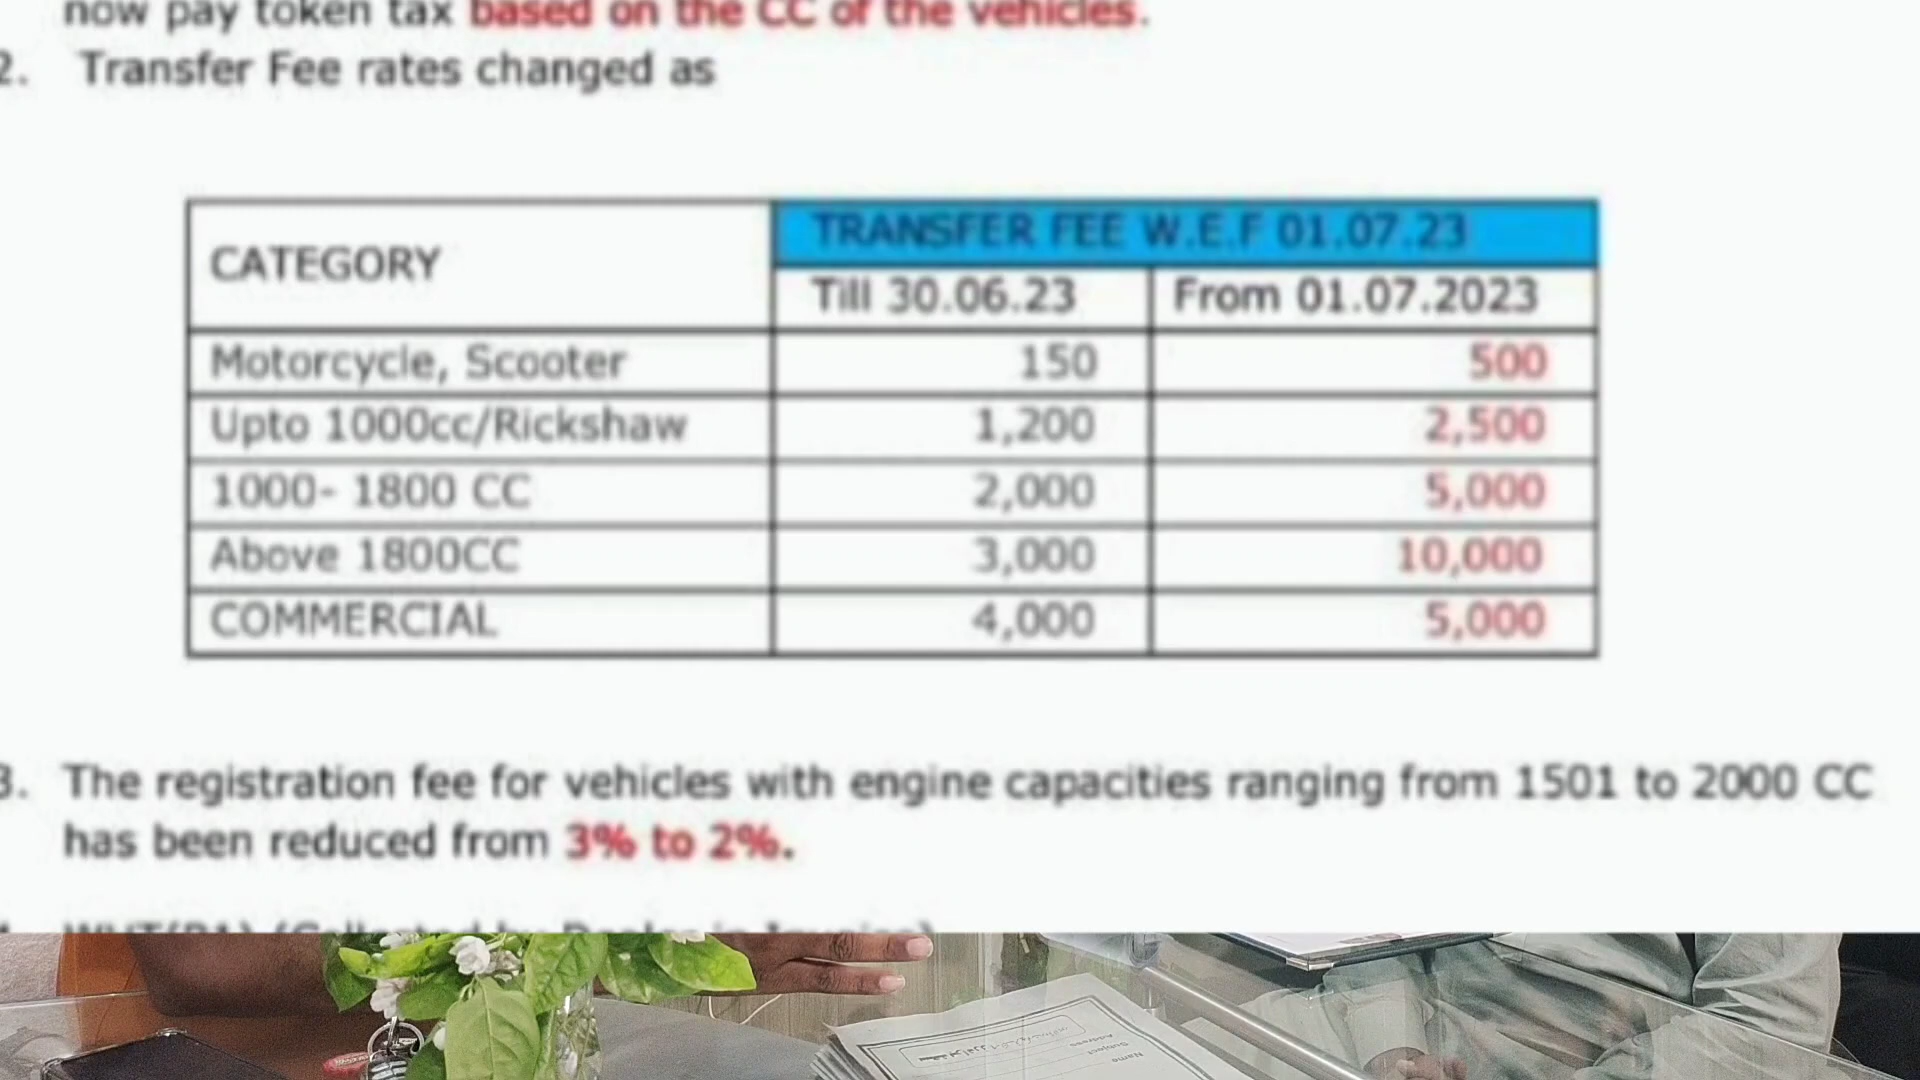 now pay token tax based on the CC of the vehicles.
2. Transfer Fee rates changed as
CATEGORY
TRANSFER FEE W.E.F 01.07.23
Till 30.06.23 From 01.07.2023
Motorcycle, Scooter 150 500
Upto 1000cc/Rickshaw 1,200 2,500
1000- 1800 CC 2,000 5,000
Above 1800CC 3,000 10,000
COMMERCIAL 4,000 5,000
3. The registration fee for vehicles with engine capacities ranging from 1501 to 2000 CC
has been reduced from 3% to 2%.
Name
Subject
Address